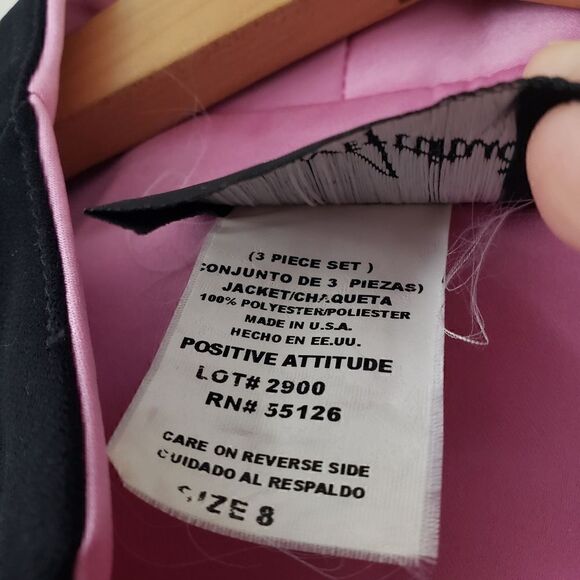 (3 PIECE SET )
CONJUNTO DE 3 PIEZAS)
JACKET/CHAQUETA
100% POLYESTER/POLIESTER
MADE IN U.S.A.
HECHO EN EE.UU.
POSITIVE ATTITUDE
LOT# 2900
RN# 55126
CARE ON REVERSE SIDE
CUIDADO AL RESPALDO
SIZE 8